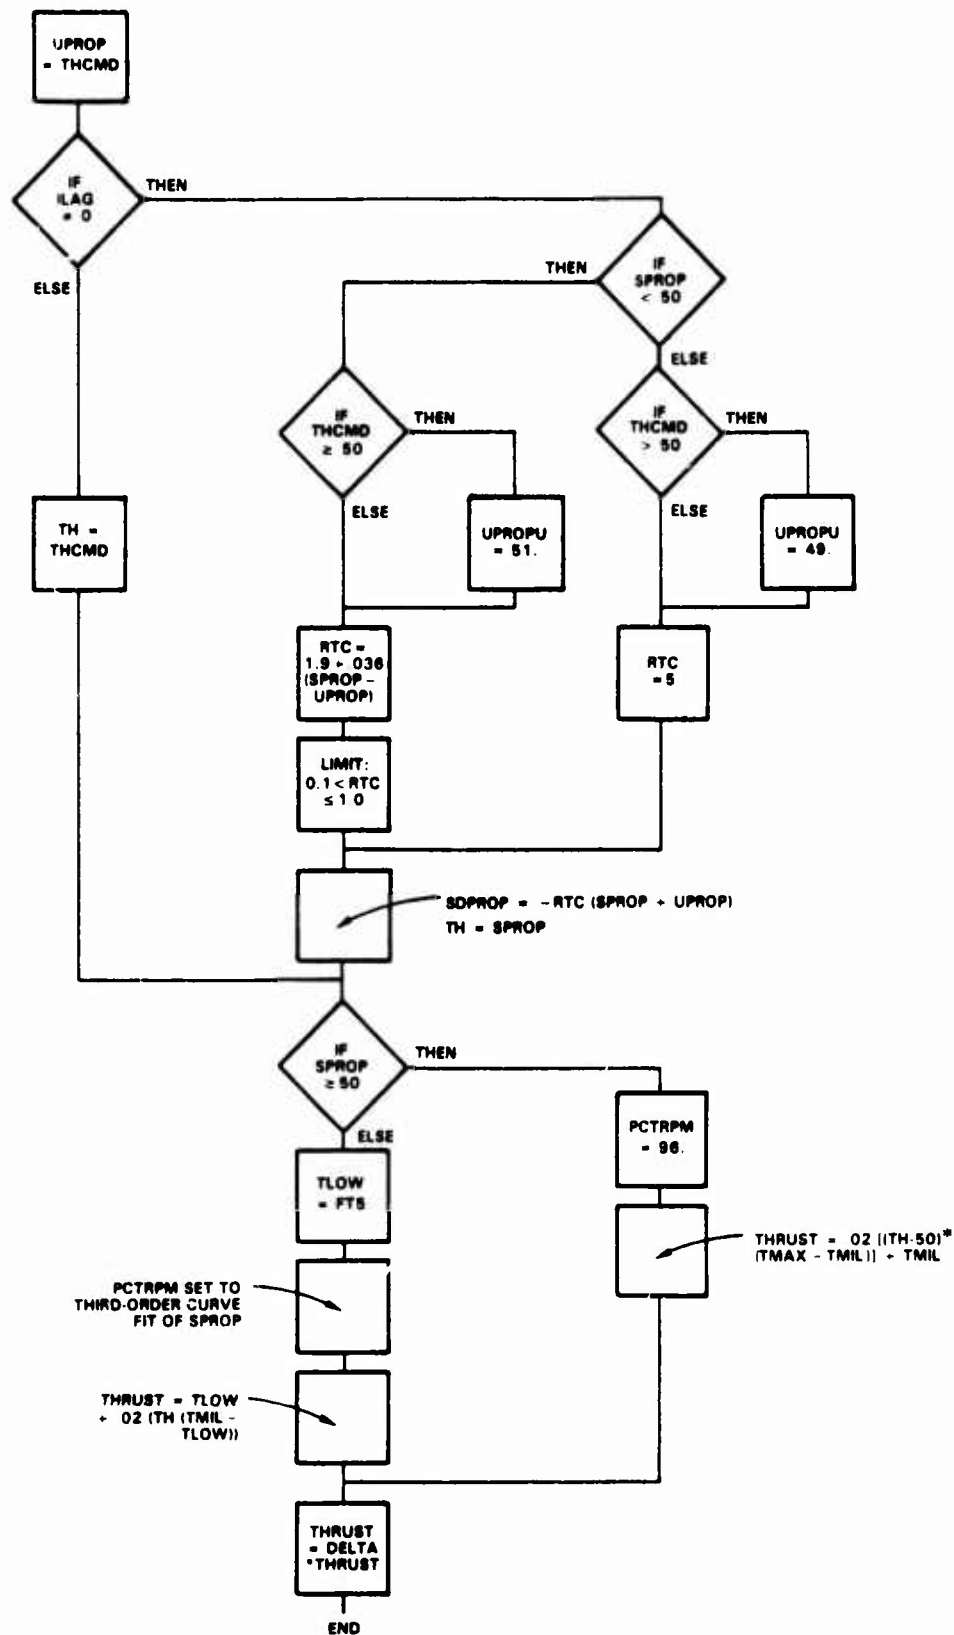 UPROP
= THCMD
IF
ILAG
= 0
THEN
ELSE
IF
SPROP
< 50
THEN
ELSE
IF
THCMD
≥ 50
THEN
ELSE
IF
THCMD
> 50
THEN
ELSE
TH =
THCMD
UPROPU
= 51.
UPROPU
= 49.
RTC =
1.9 + 036
(SPROP -
UPROP)
RTC
= 5
LIMIT:
0.1 < RTC
≤ 1 0
SDPROP = - RTC (SPROP + UPROP)
TH = SPROP
IF
SPROP
≥ 50
THEN
ELSE
PCTRPM
= 96.
TLOW
= FT5
THRUST = 02 [(TH-50)*
(TMAX - TMIL)] + TMIL
PCTRPM SET TO
THIRD-ORDER CURVE
FIT OF SPROP
THRUST = TLOW
+ 02 (TH (TMIL -
TLOW))
THRUST
= DELTA
*THRUST
END